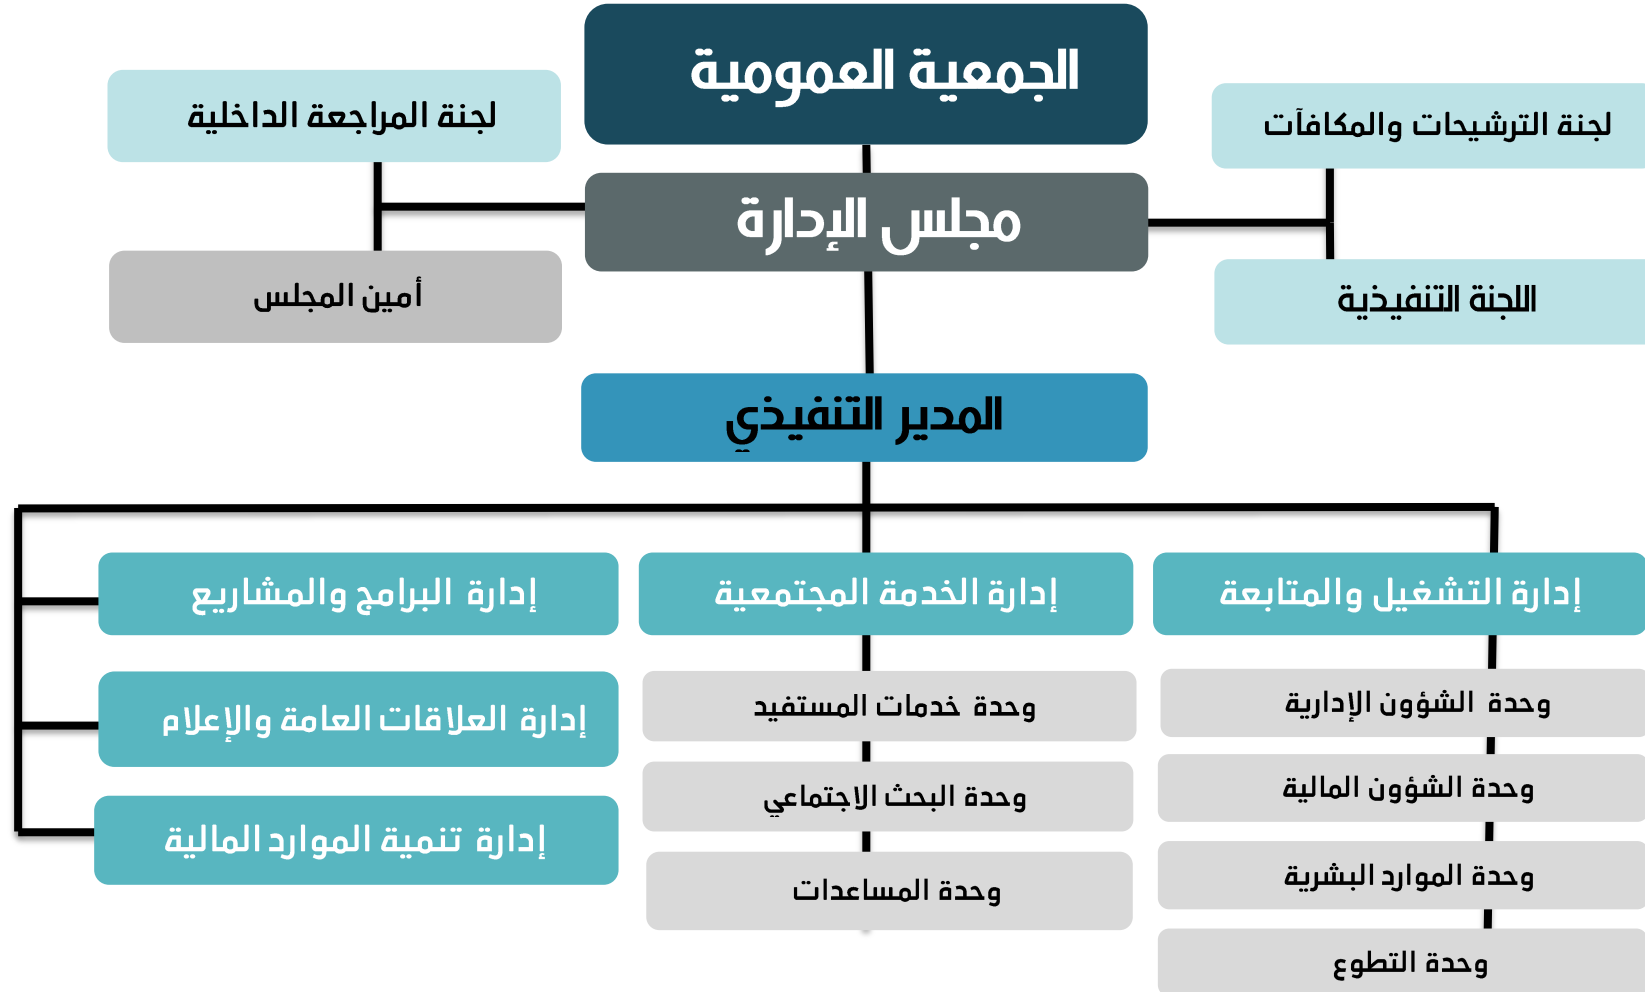 الجمعية العمومية
لجنة الترشيحات والمكافآت
لجنة المراجعة الداخلية
مجلس الإدارة
اللجنة التنفيذية
أمين المجلس
المدير التنفيذي
إدارة التشغيل والمتابعة
إدارة الخدمة المجتمعية
إدارة البرامج والمشاريع
وحدة الشؤون الإدارية
وحدة خدمات المستفيد
إدارة العلاقات العامة والإعلام
وحدة الشؤون المالية
وحدة البحث الاجتماعي
إدارة تنمية الموارد المالية
وحدة الموارد البشرية
وحدة المساعدات
وحدة التطوع